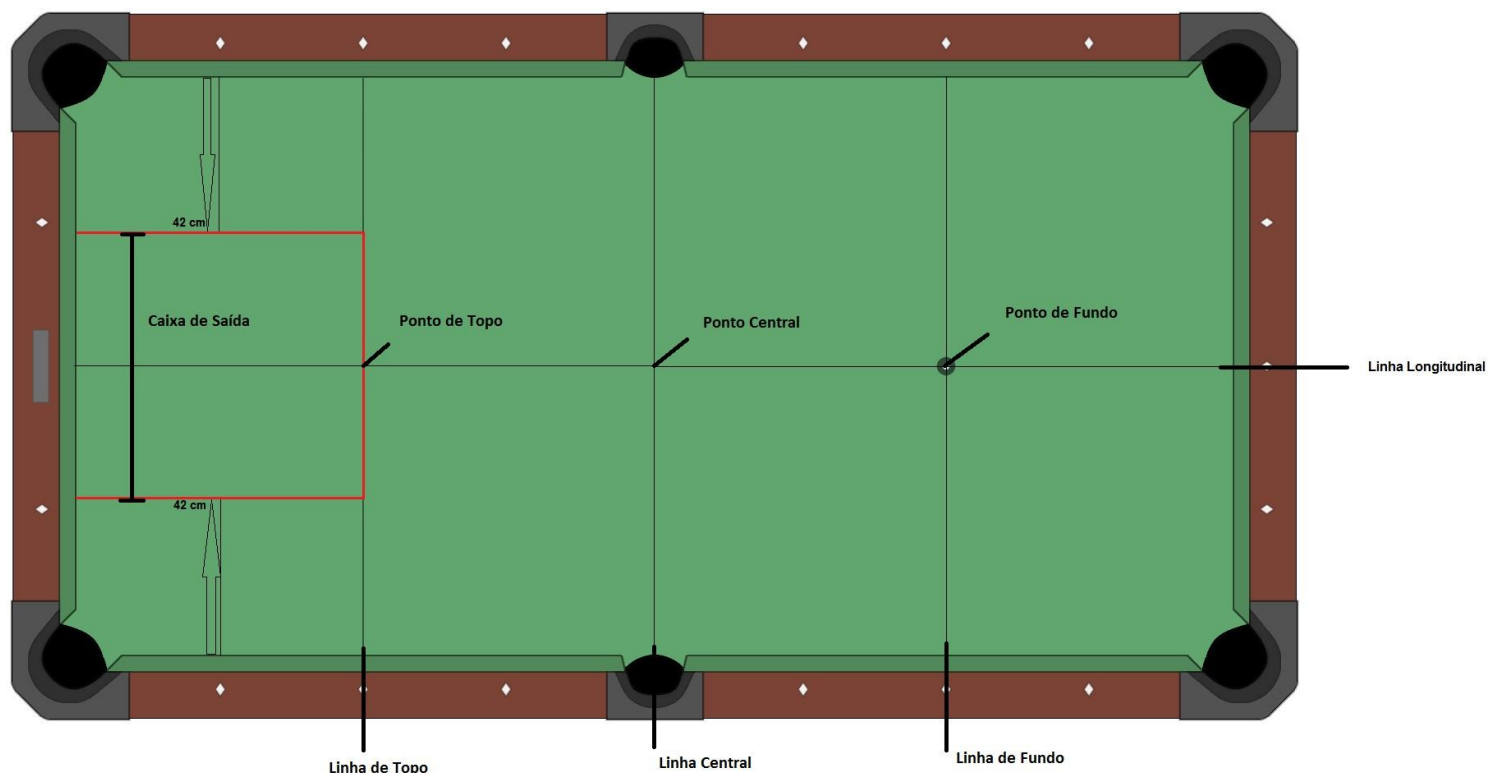 42 cm
Caixa de Saída
Ponto de Topo
Ponto Central
Ponto de Fundo
Linha Longitudinal
42 cm
Linha de Topo
Linha Central
Linha de Fundo